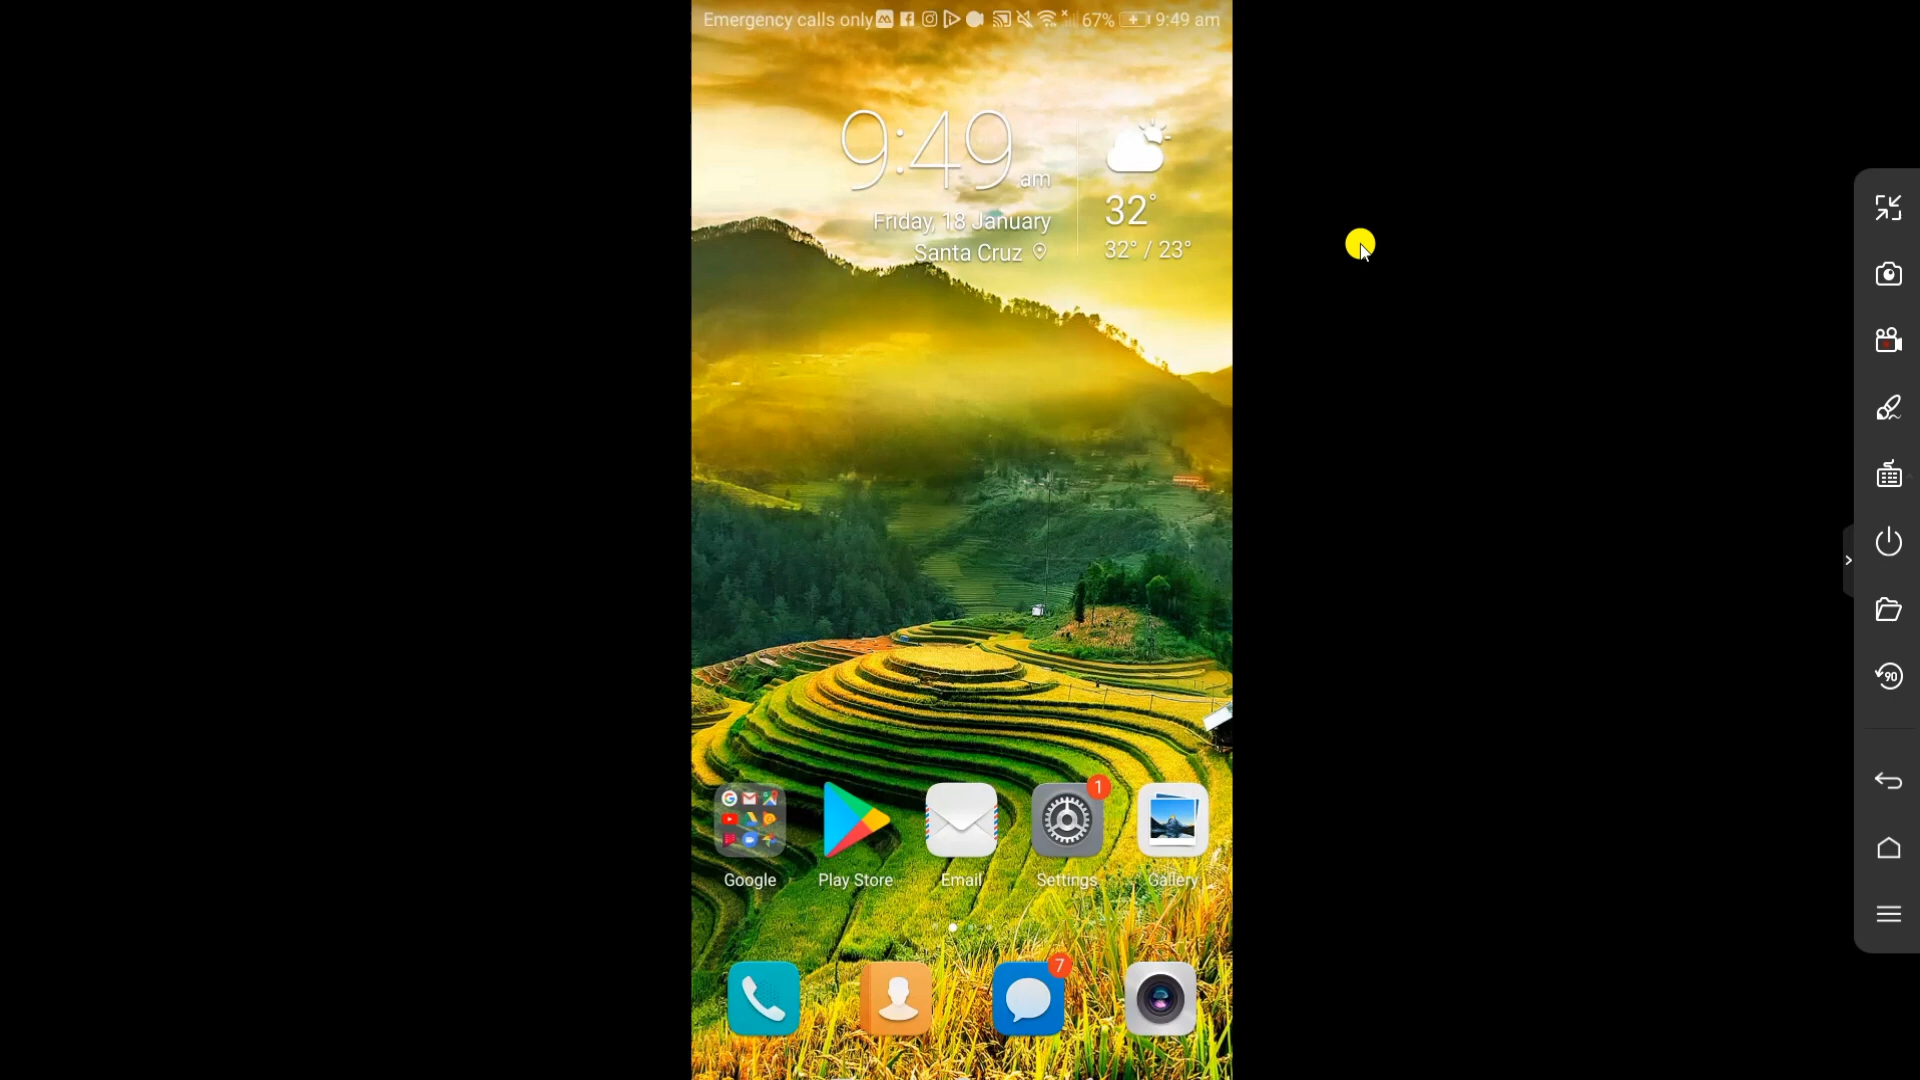 Emergency calls only 67% 9:49 am
9:49 am
Friday, 18 January
Santa Cruz
32°
32° / 23°
1
Google Play Store Email Settings Gallery
7
90